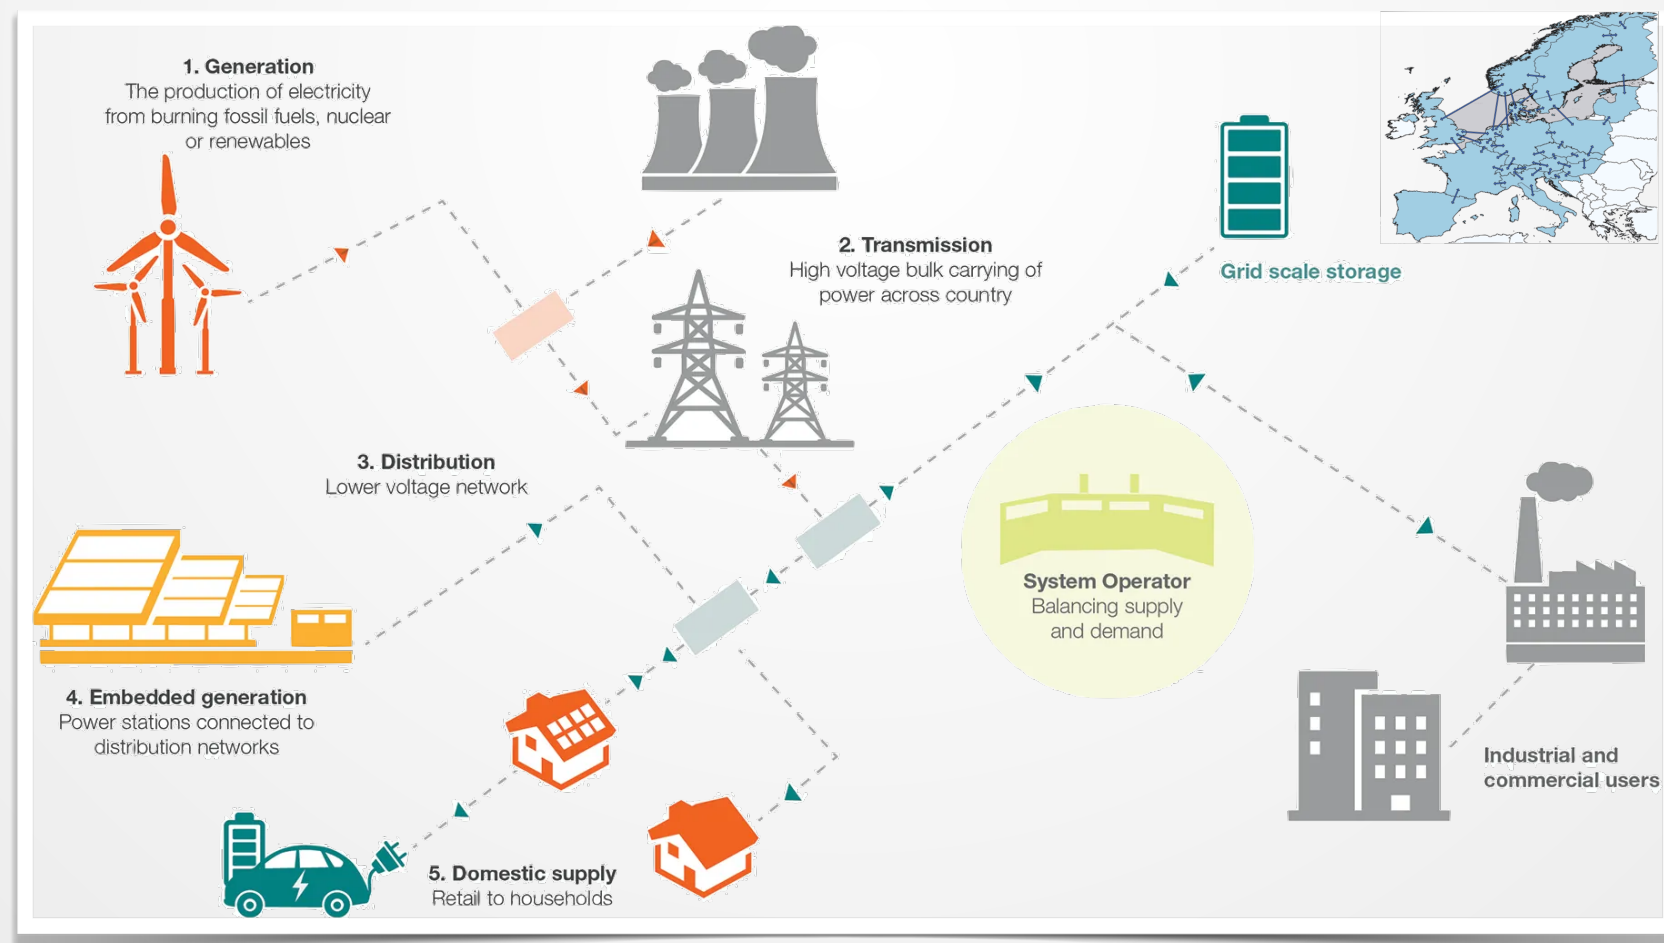 1. Generation
The production of electricity
from burning fossil fuels, nuclear
or renewables
2. Transmission
High voltage bulk carrying of
power across country
Grid scale storage
3. Distribution
Lower voltage network
System Operator
Balancing supply
and demand
4. Embedded generation
Power stations connected to
distribution networks
Industrial and
commercial users
5. Domestic supply
Retail to households